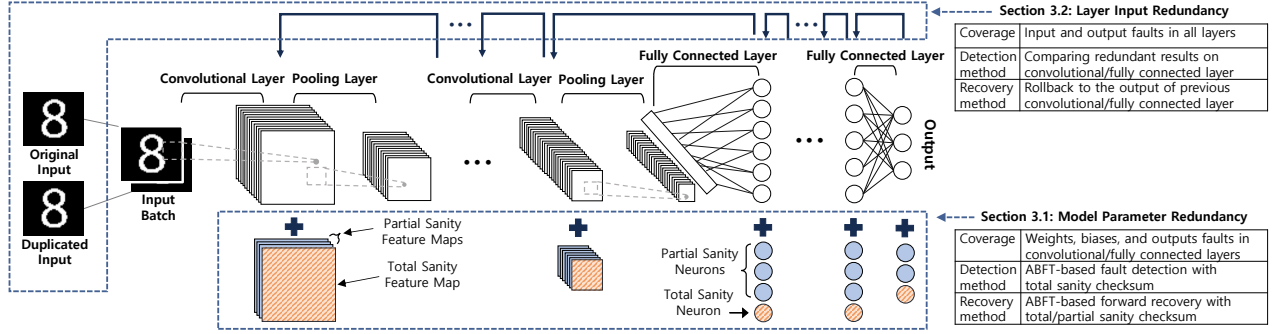 Section 3.2: Layer Input Redundancy
Coverage Input and output faults in all layers
Detection method Comparing redundant results on convolutional/fully connected layer
Recovery method Rollback to the output of previous convolutional/fully connected layer
...
...
Fully Connected Layer
Fully Connected Layer
Convolutional Layer
Pooling Layer
Convolutional Layer
Pooling Layer
8
Original
Input
8
Input
Batch
8
Duplicated
Input
...
...
Output
Section 3.1: Model Parameter Redundancy
Coverage Weights, biases, and outputs faults in convolutional/fully connected layers
Detection method ABFT-based fault detection with total sanity checksum
Recovery method ABFT-based forward recovery with total/partial sanity checksum
Partial Sanity
Feature Maps
Total Sanity
Feature Map
Partial Sanity
Neurons
Total Sanity
Neuron